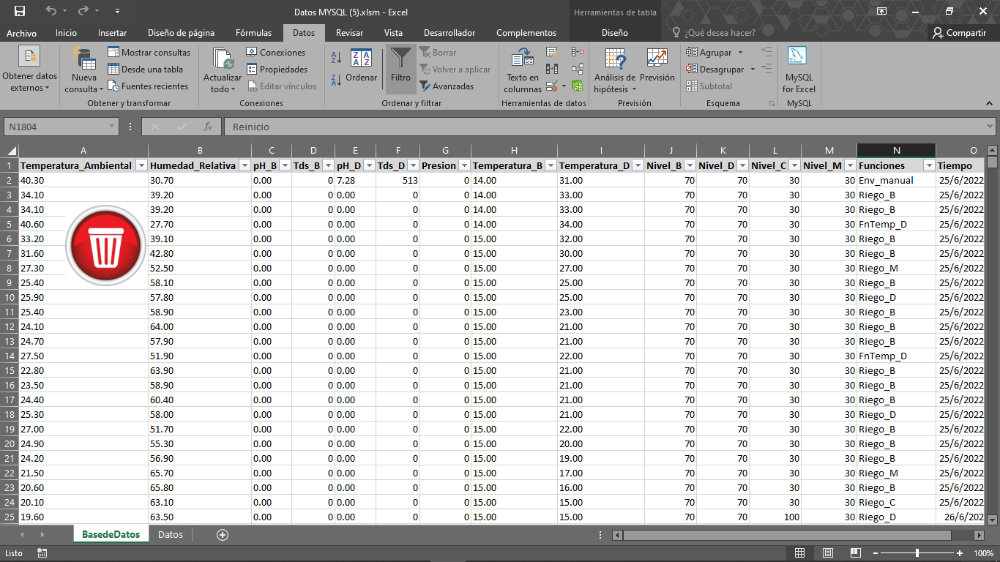 Datos MYSQL (5).xlsm - Excel
Herramientas de tabla
Archivo Inicio Insertar Diseño de página Fórmulas Datos Revisar Vista Desarrollador Complementos Diseño ¿Qué desea hacer? Compartir
Obtener datos externos
Nueva consulta
Mostrar consultas
Desde una tabla
Fuentes recientes
Obtener y transformar
Actualizar todo
Conexiones
Propiedades
Editar vínculos
Conexiones
Ordenar
Filtro
Borrar
Volver a aplicar
Avanzadas
Ordenar y filtrar
Texto en columnas
Herramientas de datos
Análisis de hipótesis
Previsión
Previsión
Agrupar
Desagrupar
Subtotal
Esquema
MySQL for Excel
MySQL
N1804 fx Reinicio
A B C D E F G H I J K L M N O
1 Temperatura_Ambiental Humedad_Relativa pH_B Tds_B pH_D Tds_D Presion Temperatura_B Temperatura_D Nivel_B Nivel_D Nivel_C Nivel_M Funciones Tiempo
2 40.30 30.70 0.00 0 7.28 513 0 14.00 31.00 70 70 30 30 Env_manual 25/6/2022
3 34.10 39.20 0.00 0 0.00 0 0 14.00 33.00 70 70 30 30 Riego_B 25/6/2022
4 34.10 39.20 0.00 0 0.00 0 0 14.00 33.00 70 70 30 30 Riego_B 25/6/2022
5 40.60 27.70 0.00 0 0.00 0 0 14.00 34.00 70 70 30 30 FnTemp_D 25/6/2022
6 33.20 39.10 0.00 0 0.00 0 0 15.00 32.00 70 70 30 30 Riego_B 25/6/2022
7 31.60 42.80 0.00 0 0.00 0 0 15.00 30.00 70 70 30 30 Riego_B 25/6/2022
8 27.30 52.50 0.00 0 0.00 0 0 15.00 27.00 70 70 30 30 Riego_M 25/6/2022
9 25.40 58.10 0.00 0 0.00 0 0 15.00 25.00 70 70 30 30 Riego_B 25/6/2022
10 25.90 57.80 0.00 0 0.00 0 0 15.00 25.00 70 70 30 30 Riego_D 25/6/2022
11 25.40 58.90 0.00 0 0.00 0 0 15.00 23.00 70 70 30 30 Riego_B 25/6/2022
12 24.10 64.00 0.00 0 0.00 0 0 15.00 21.00 70 70 30 30 Riego_B 25/6/2022
13 24.70 57.90 0.00 0 0.00 0 0 15.00 21.00 70 70 30 30 Riego_B 25/6/2022
14 27.50 51.90 0.00 0 0.00 0 0 15.00 22.00 70 70 30 30 FnTemp_D 25/6/2022
15 22.80 63.90 0.00 0 0.00 0 0 15.00 21.00 70 70 30 30 Riego_B 25/6/2022
16 23.50 58.90 0.00 0 0.00 0 0 15.00 21.00 70 70 30 30 Riego_B 25/6/2022
17 24.40 60.40 0.00 0 0.00 0 0 15.00 21.00 70 70 30 30 Riego_B 25/6/2022
18 25.30 58.00 0.00 0 0.00 0 0 15.00 21.00 70 70 30 30 Riego_D 25/6/2022
19 27.00 51.70 0.00 0 0.00 0 0 15.00 22.00 70 70 30 30 Riego_B 25/6/2022
20 24.90 55.30 0.00 0 0.00 0 0 15.00 20.00 70 70 30 30 Riego_B 25/6/2022
21 24.20 56.90 0.00 0 0.00 0 0 15.00 19.00 70 70 30 30 Riego_B 25/6/2022
22 21.50 65.70 0.00 0 0.00 0 0 15.00 17.00 70 70 30 30 Riego_M 25/6/2022
23 20.60 65.80 0.00 0 0.00 0 0 15.00 16.00 70 70 30 30 Riego_B 25/6/2022
24 20.10 63.10 0.00 0 0.00 0 0 15.00 15.00 70 70 30 30 Riego_C 25/6/2022
25 19.60 63.50 0.00 0 0.00 0 0 15.00 15.00 70 70 100 30 Riego_D 26/6/202
BasedeDatos Datos
Listo 100%